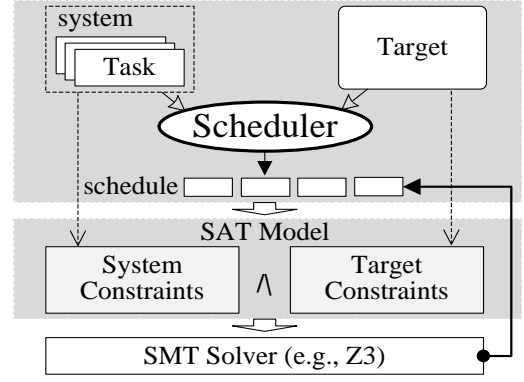 system
Task
Target
Scheduler
schedule
SAT Model
System
Constraints
/\
Target
Constraints
SMT Solver (e.g., Z3)